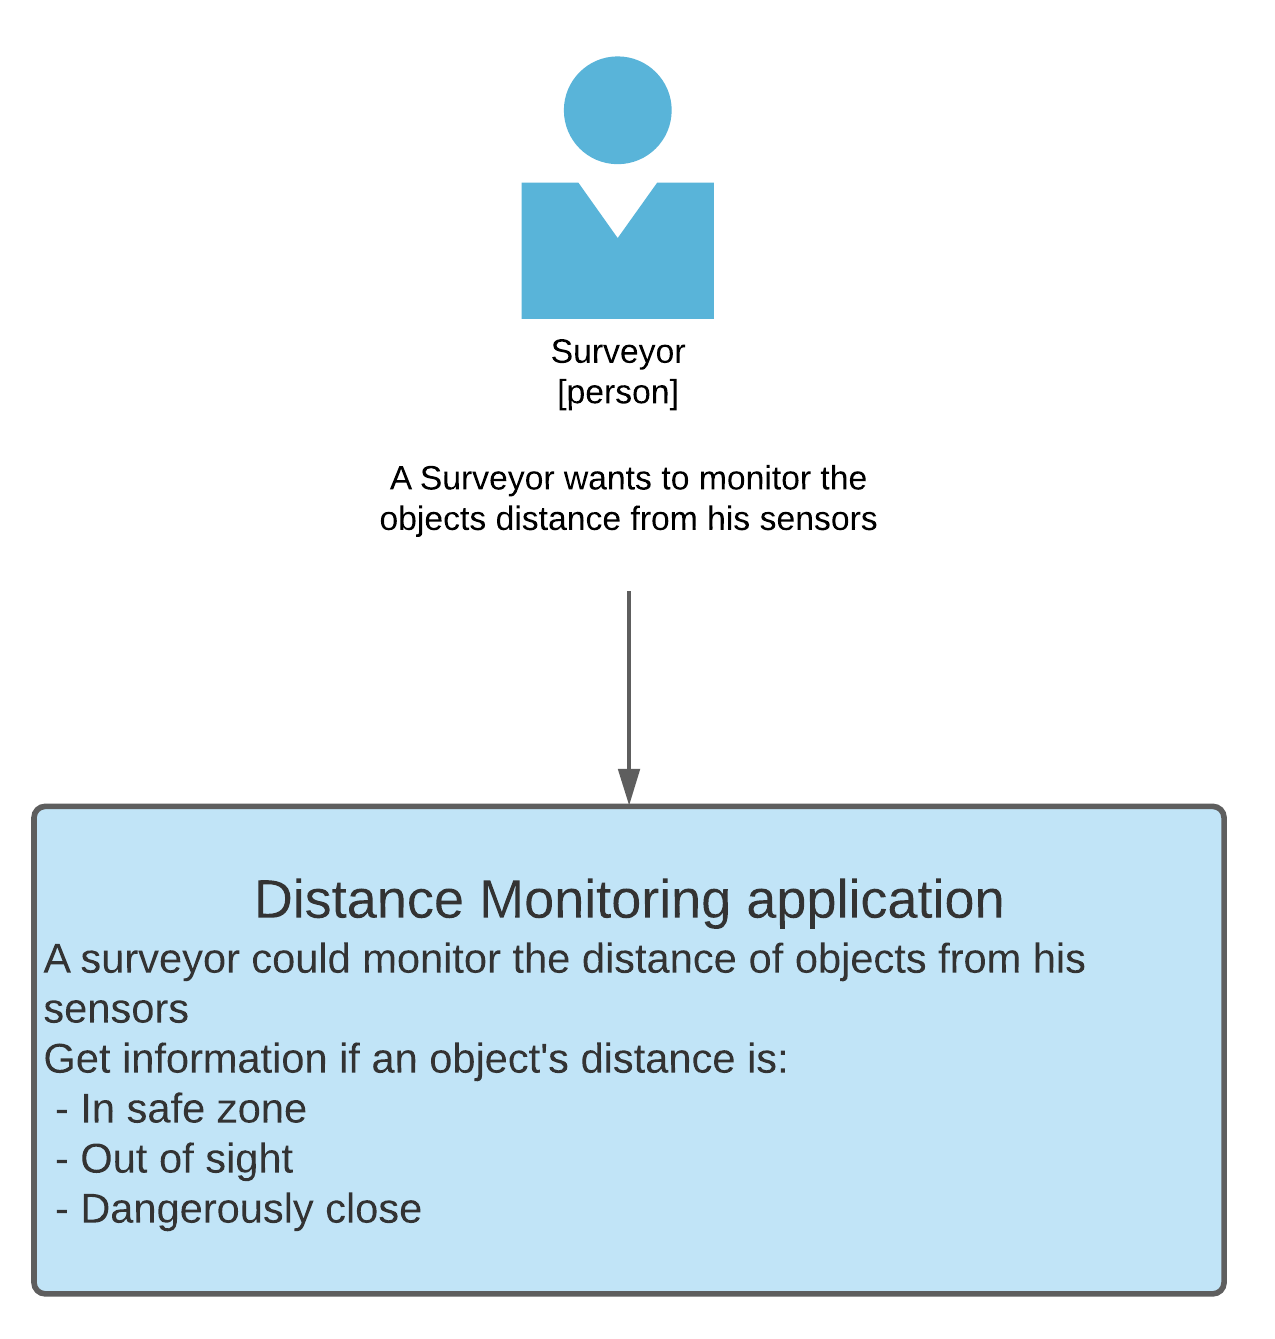 Surveyor
[person]
A Surveyor wants to monitor the
objects distance from his sensors
Distance Monitoring application
A surveyor could monitor the distance of objects from his
sensors
Get information if an object's distance is:
- In safe zone
- Out of sight
- Dangerously close